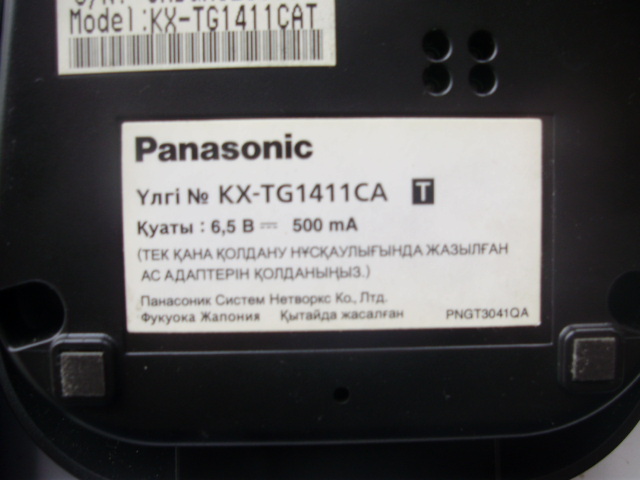 Model:KX-TG1411CAT
Panasonic
Үлгі № KX-TG1411CA T
Қуаты : 6,5 В ⎓ 500 mA
(ТЕК ҚАНА ҚОЛДАНУ НҰСҚАУЛЫҒЫНДА ЖАЗЫЛҒАН
АС АДАПТЕРІН ҚОЛДАНЫҢЫЗ.)
Панасоник Систем Нетворкс Ко., Лтд.
Фукуока Жапония Қытайда жасалған PNGT3041QA